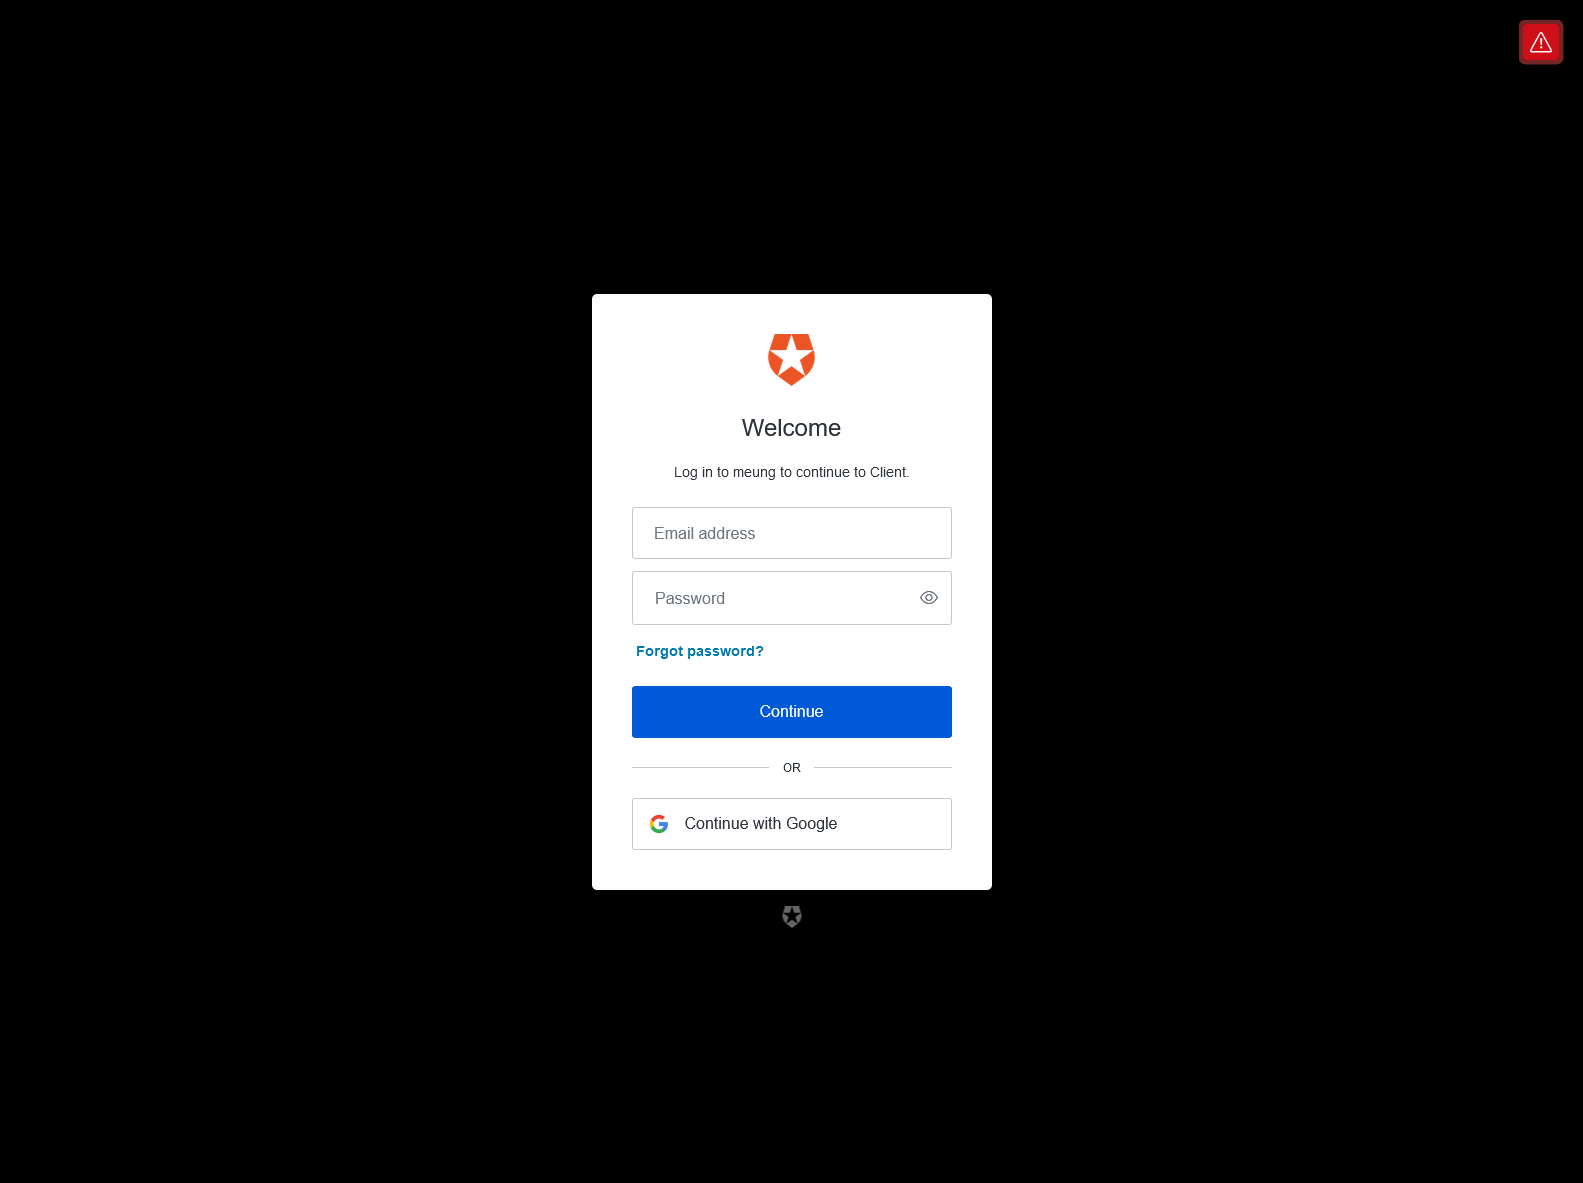 Welcome
Log in to meung to continue to Client.
Email address
Password
Forgot password?
Continue
OR
Continue with Google